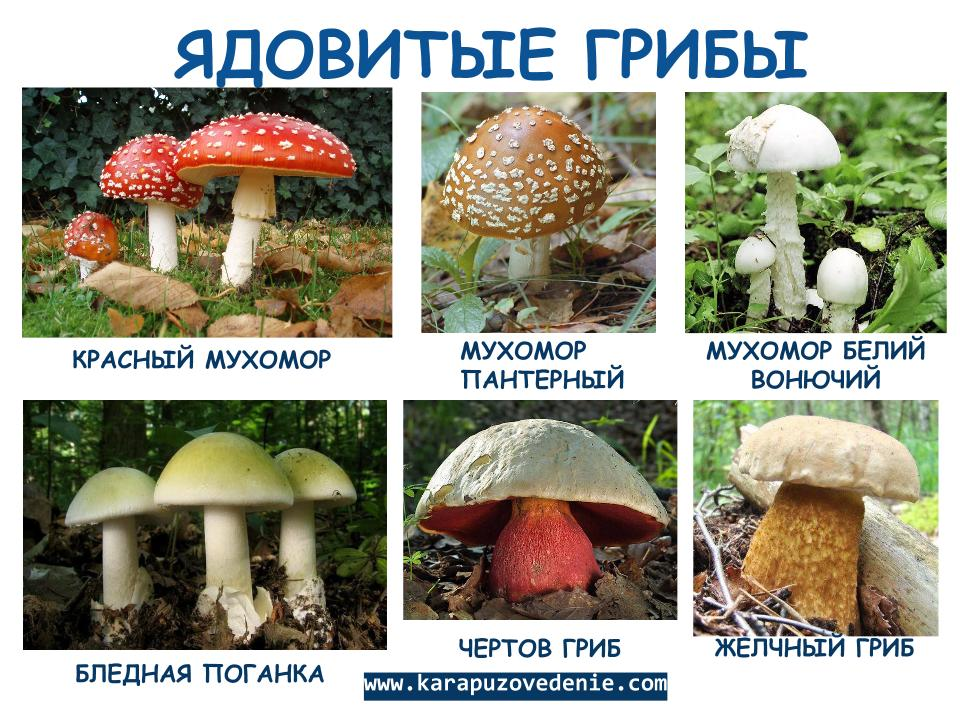 ЯДОВИТЫЕ ГРИБЫ
КРАСНЫЙ МУХОМОР
МУХОМОР
ПАНТЕРНЫЙ
МУХОМОР БЕЛИЙ
ВОНЮЧИЙ
БЛЕДНАЯ ПОГАНКА
ЧЕРТОВ ГРИБ
ЖЕЛЧНЫЙ ГРИБ
www.karapuzovedenie.com